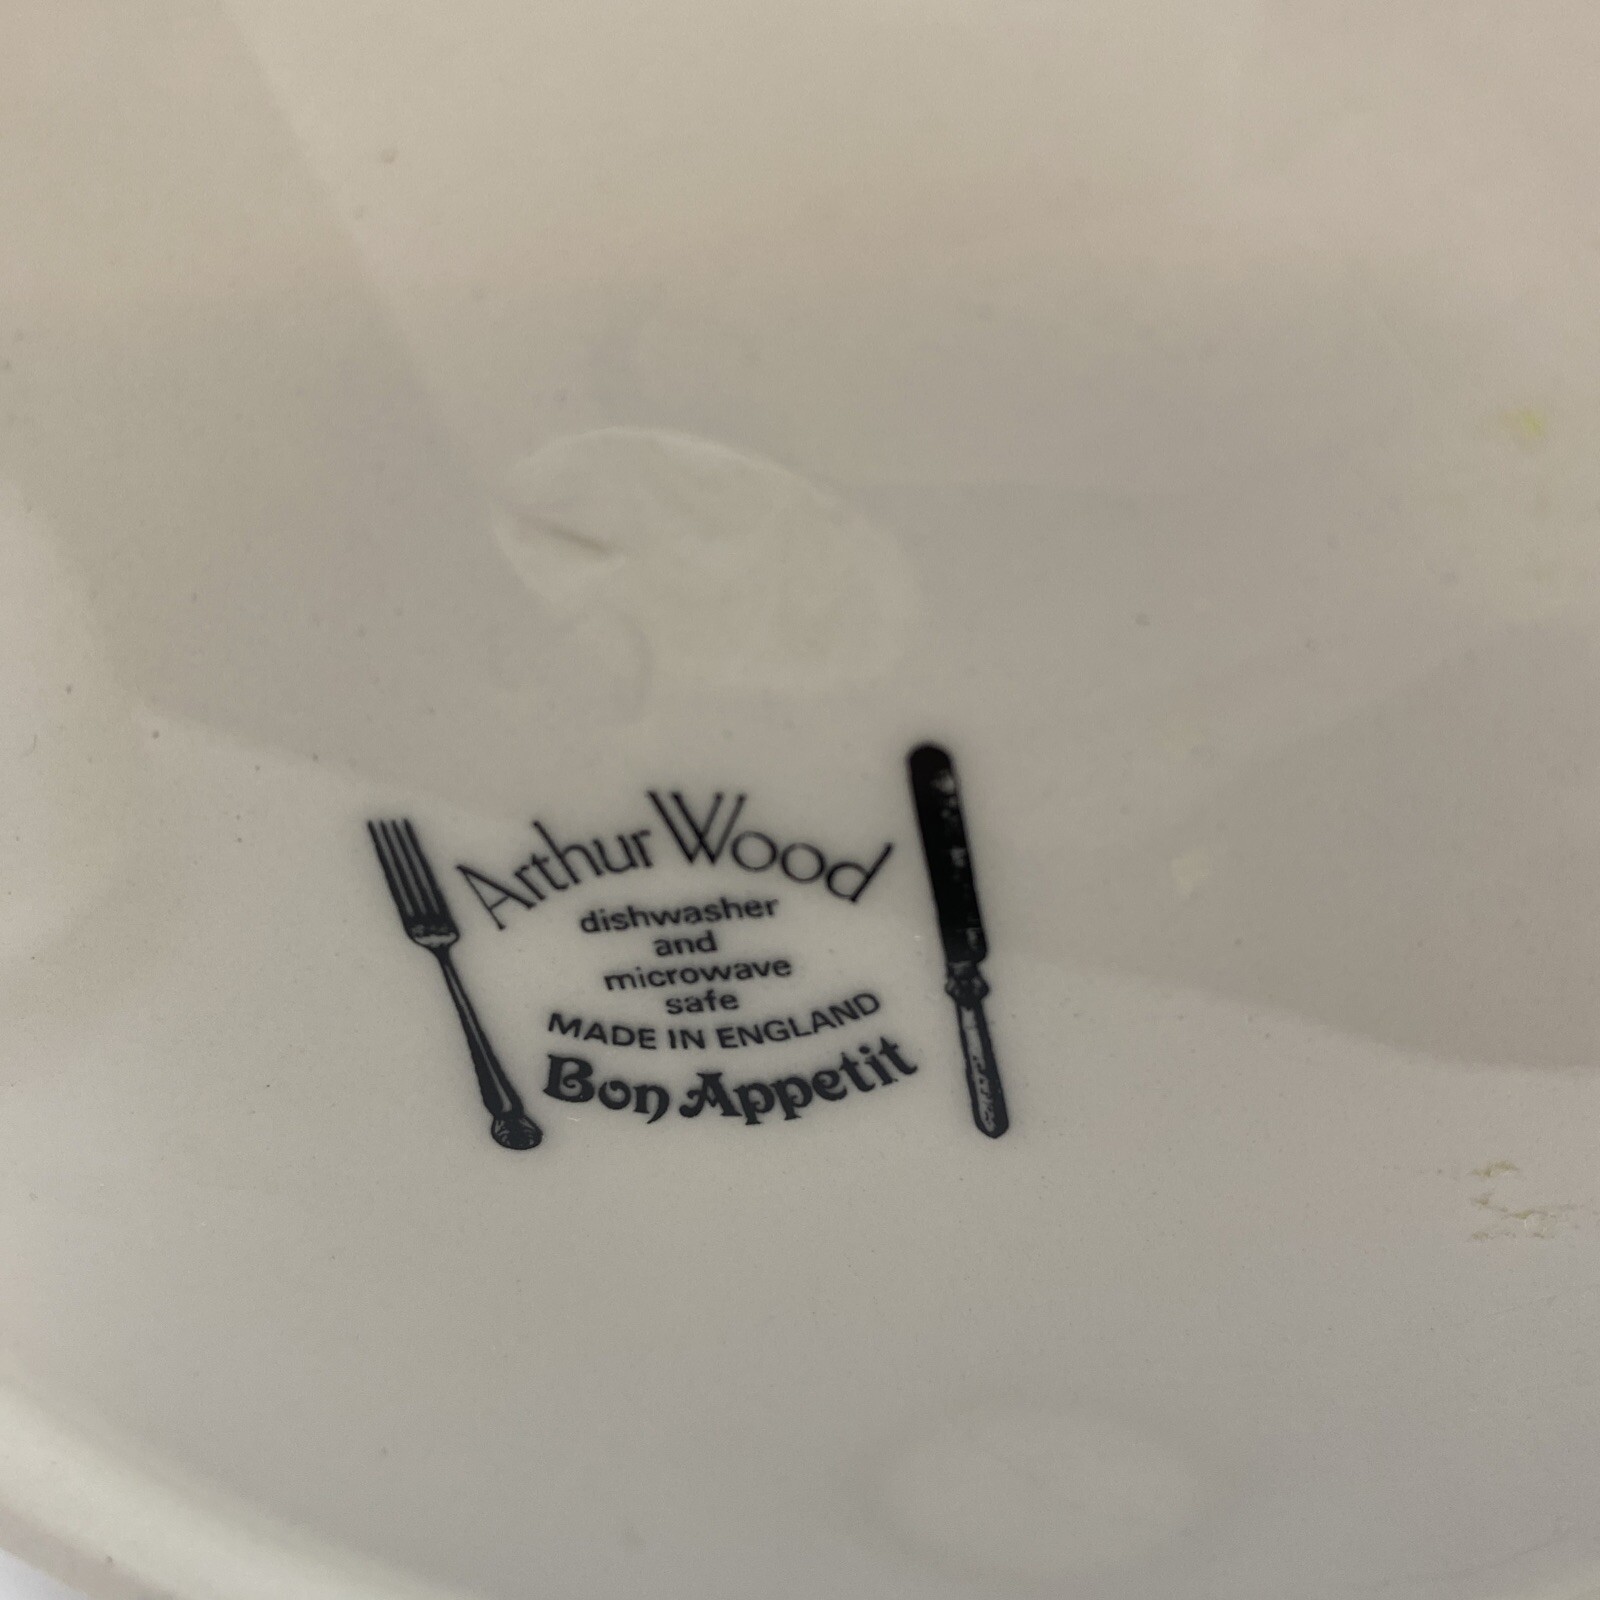 Arthur Wood
dishwasher
and
microwave
safe
MADE IN ENGLAND
Bon Appetit